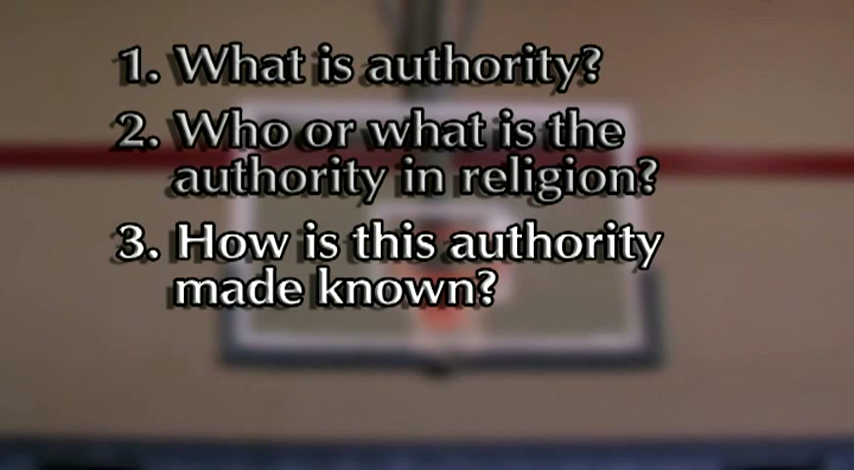 1. What is authority?
2. Who or what is the
authority in religion?
3. How is this authority
made known?